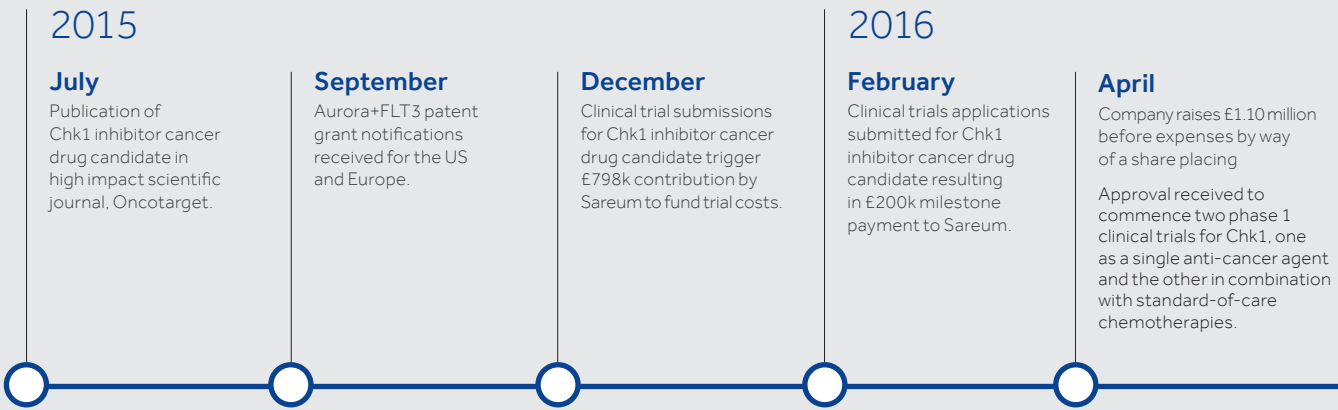 2015
July
Publication of
Chk1 inhibitor cancer
drug candidate in
high impact scientific
journal, Oncotarget.
September
Aurora+FLT3 patent
grant notifications
received for the US
and Europe.
December
Clinical trial submissions
for Chk1 inhibitor cancer
drug candidate trigger
£798k contribution by
Sareum to fund trial costs.
2016
February
Clinical trials applications
submitted for Chk1
inhibitor cancer drug
candidate resulting
in £200k milestone
payment to Sareum.
April
Company raises £1.10 million
before expenses by way
of a share placing
Approval received to
commence two phase 1
clinical trials for Chk1, one
as a single anti-cancer agent
and the other in combination
with standard-of-care
chemotherapies.